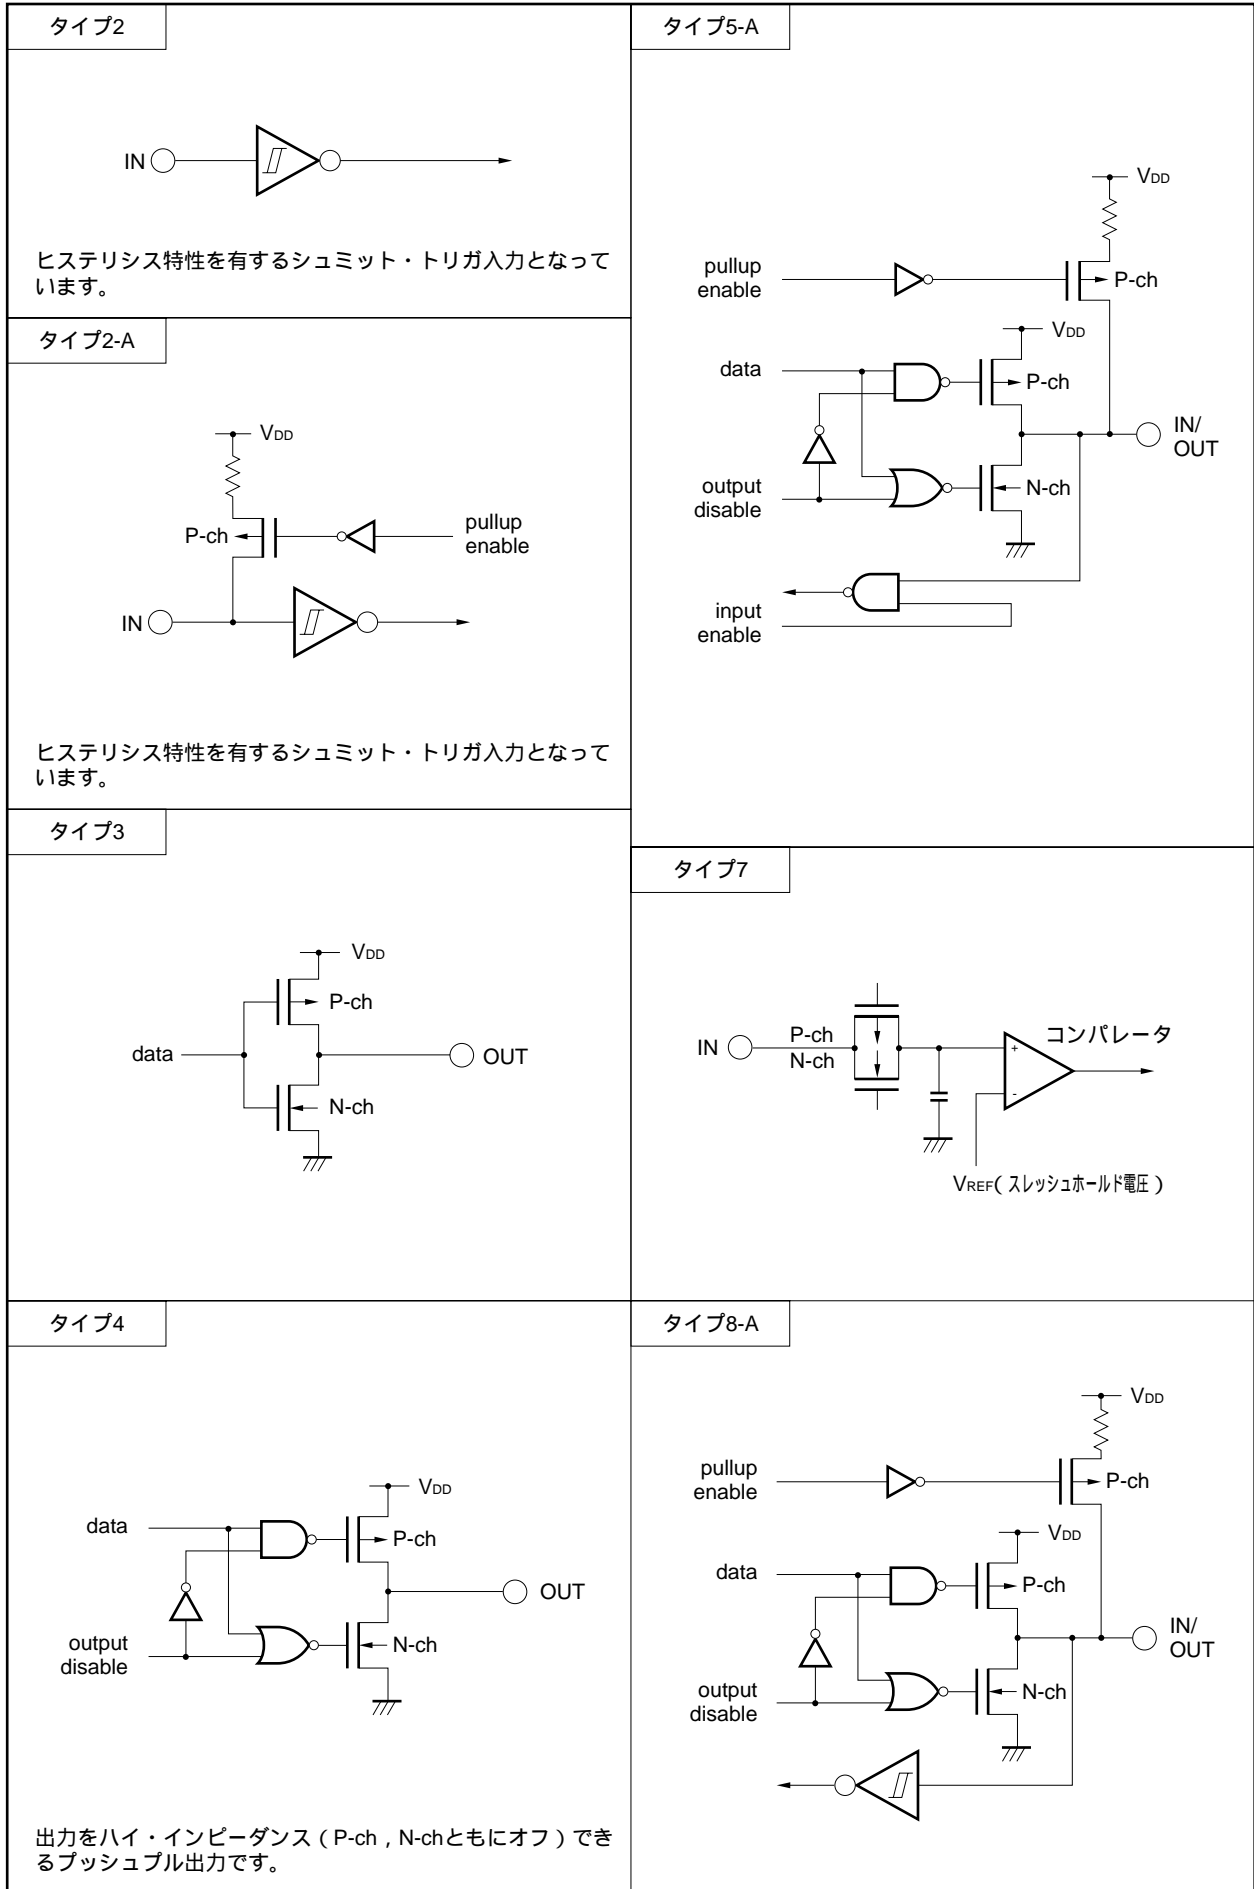 タイプ2
IN
ヒステリシス特性を有するシュミット・トリガ入力となって
います。
タイプ2-A
VDD
P-ch
pullup
enable
IN
ヒステリシス特性を有するシュミット・トリガ入力となって
います。
タイプ3
VDD
P-ch
data
OUT
N-ch
タイプ4
VDD
data
P-ch
OUT
output
disable
N-ch
出力をハイ・インピーダンス（P-ch，N-chともにオフ）でき
るプッシュプル出力です。
タイプ5-A
VDD
pullup
enable
P-ch
VDD
data
P-ch
IN/
OUT
output
disable
N-ch
input
enable
タイプ7
IN
P-ch
N-ch
コンパレータ
+
-
VREF（スレッシュホールド電圧）
タイプ8-A
VDD
pullup
enable
P-ch
VDD
data
P-ch
IN/
OUT
output
disable
N-ch